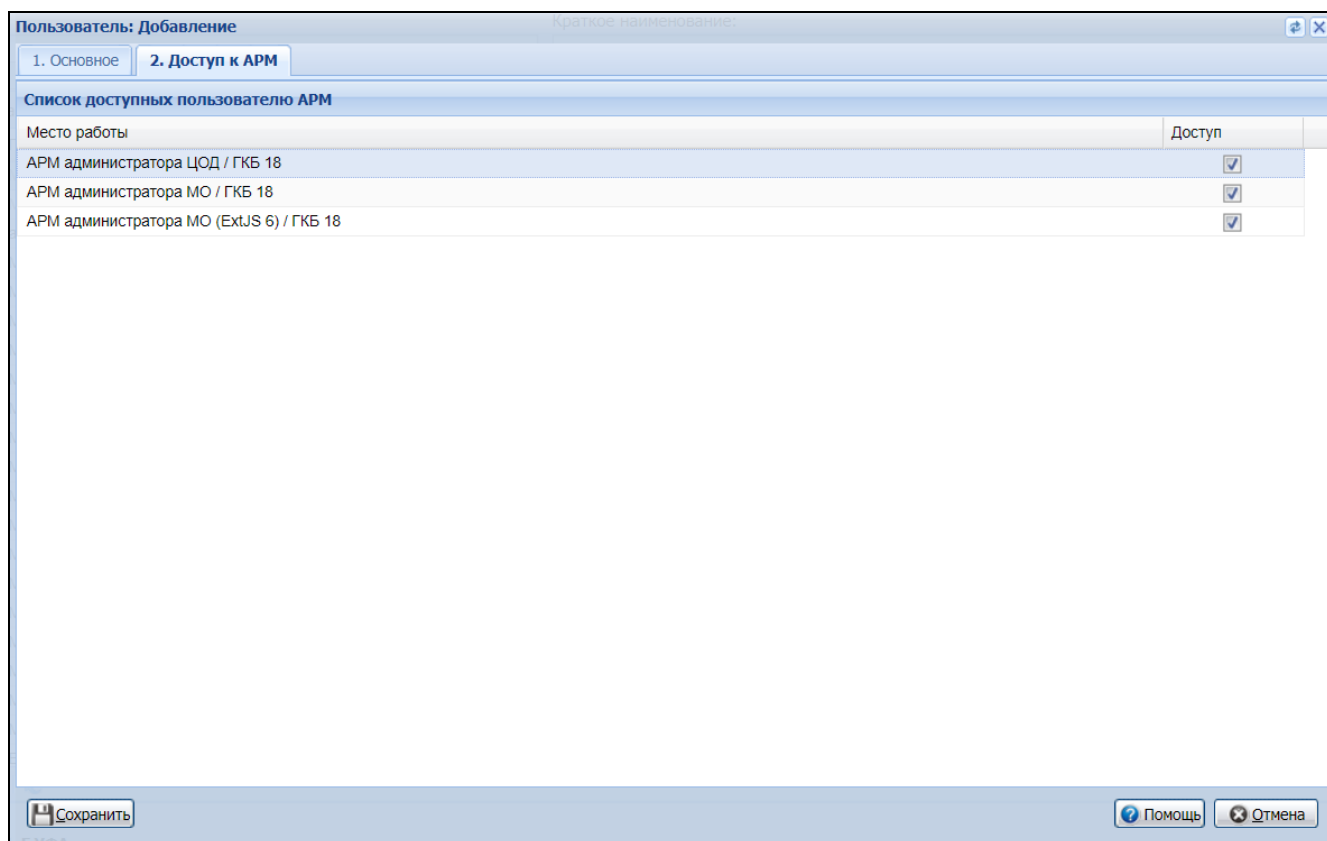 Краткое наименование:
Пользователь: Добавление
1. Основное
2. Доступ к АРМ
Список доступных пользователю АРМ
Место работы
Доступ
АРМ администратора ЦОД / ГКБ 18
АРМ администратора МО / ГКБ 18
АРМ администратора МО (ExtJS 6) / ГКБ 18
Сохранить
Помощь
Отмена